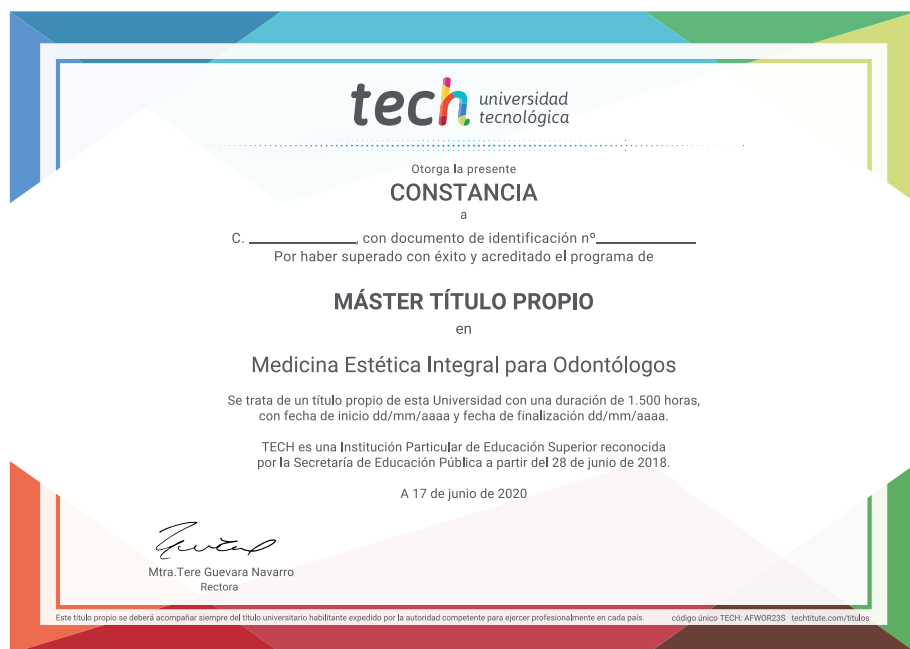 tech universidad
tecnológica
Otorga la presente
CONSTANCIA
a
C. ____________, con documento de identificación nº____________
Por haber superado con éxito y acreditado el programa de
MÁSTER TÍTULO PROPIO
en
Medicina Estética Integral para Odontólogos
Se trata de un título propio de esta Universidad con una duración de 1.500 horas,
con fecha de inicio dd/mm/aaaa y fecha de finalización dd/mm/aaaa.
TECH es una Institución Particular de Educación Superior reconocida
por la Secretaría de Educación Pública a partir del 28 de junio de 2018.
A 17 de junio de 2020
Mtra.Tere Guevara Navarro
Rectora
Este título propio se deberá acompañar siempre del título universitario habilitante expedido por la autoridad competente para ejercer profesionalmente en cada país. código único TECH: AFWOR23S techtitute.com/titulos